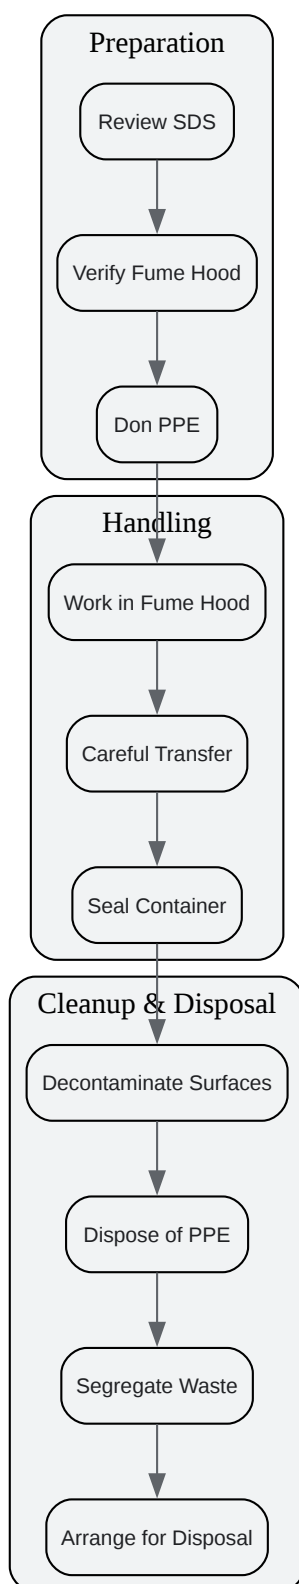 Preparation
Review SDS
Verify Fume Hood
Don PPE
Handling
Work in Fume Hood
Careful Transfer
Seal Container
Cleanup & Disposal
Decontaminate Surfaces
Dispose of PPE
Segregate Waste
Arrange for Disposal